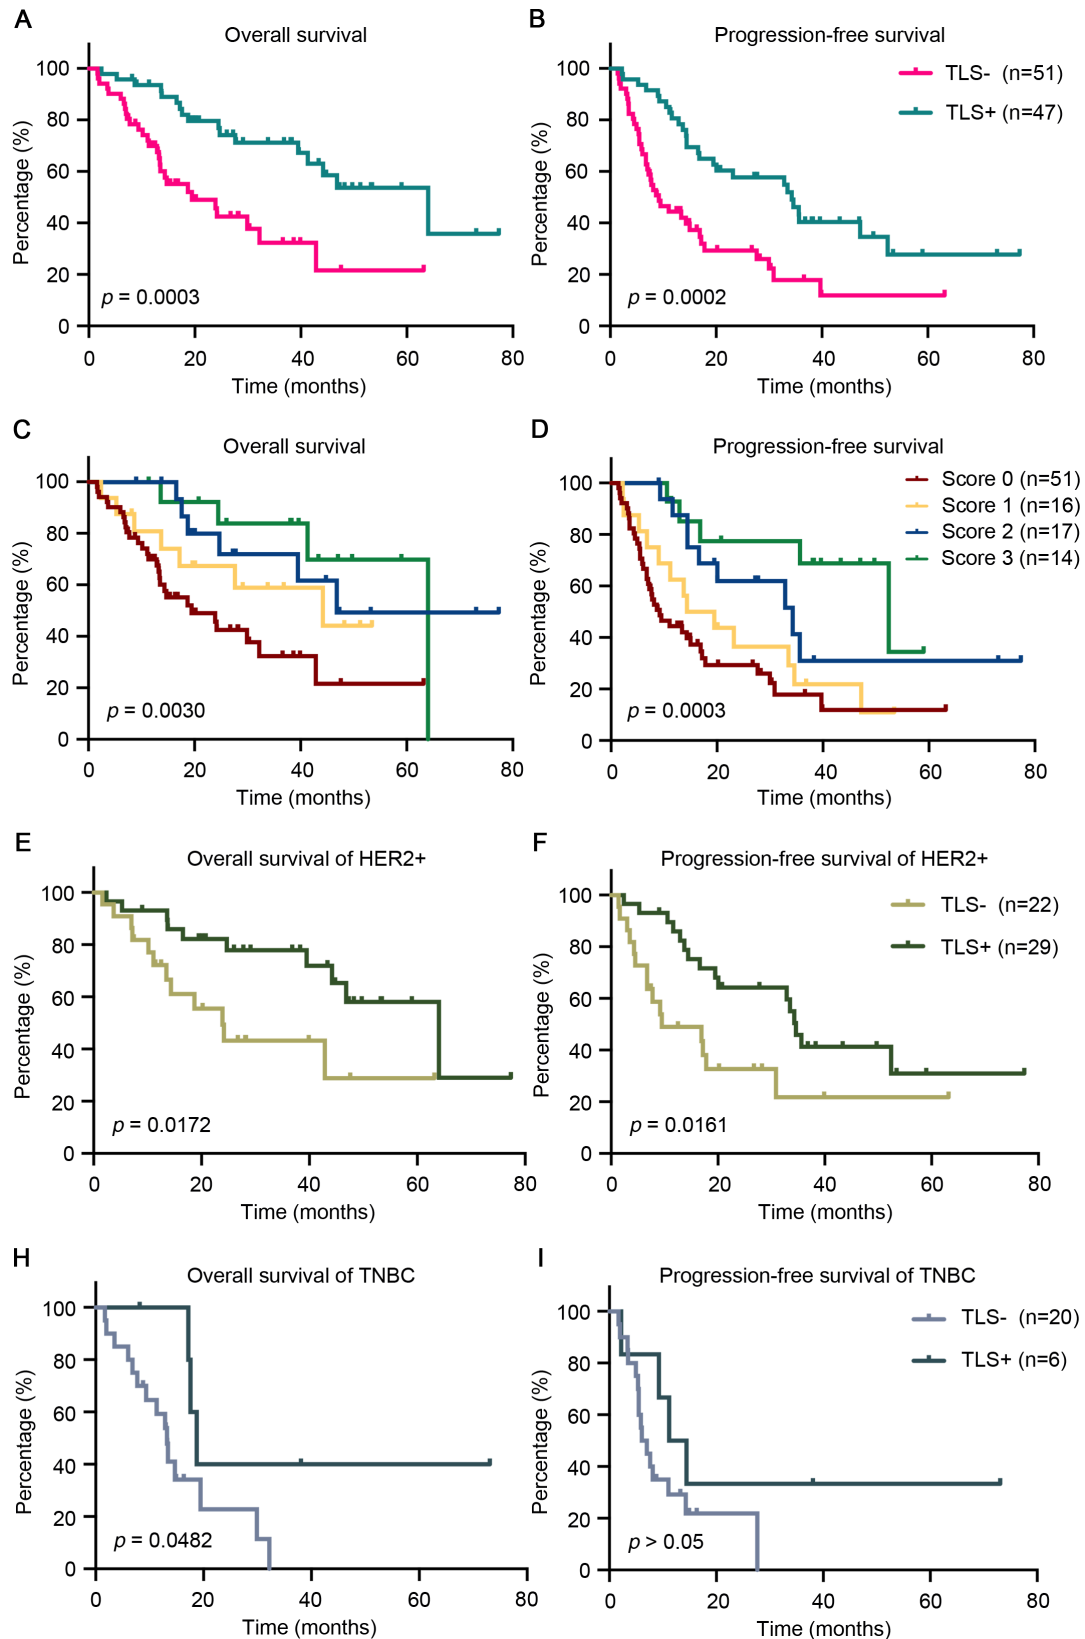 A
Overall survival
100
80
60
40
20
0
Percentage (%)
p = 0.0003
0 20 40 60 80
Time (months)
B
Progression-free survival
TLS- (n=51)
TLS+ (n=47)
100
80
60
40
20
0
Percentage (%)
p = 0.0002
0 20 40 60 80
Time (months)
C
Overall survival
100
80
60
40
20
0
Percentage (%)
p = 0.0030
0 20 40 60 80
Time (months)
D
Progression-free survival
Score 0 (n=51)
Score 1 (n=16)
Score 2 (n=17)
Score 3 (n=14)
100
80
60
40
20
0
Percentage (%)
p = 0.0003
0 20 40 60 80
Time (months)
E
Overall survival of HER2+
100
80
60
40
20
0
Percentage (%)
p = 0.0172
0 20 40 60 80
Time (months)
F
Progression-free survival of HER2+
TLS- (n=22)
TLS+ (n=29)
100
80
60
40
20
0
Percentage (%)
p = 0.0161
0 20 40 60 80
Time (months)
H
Overall survival of TNBC
100
80
60
40
20
0
Percentage (%)
p = 0.0482
0 20 40 60 80
Time (months)
I
Progression-free survival of TNBC
TLS- (n=20)
TLS+ (n=6)
100
80
60
40
20
0
Percentage (%)
p > 0.05
0 20 40 60 80
Time (months)